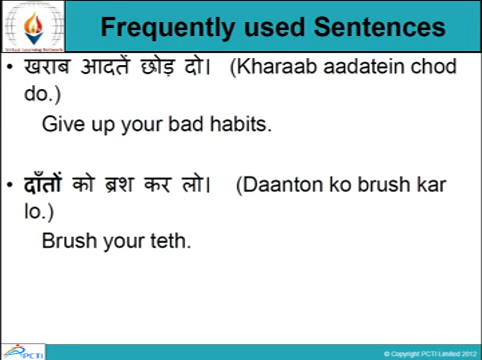 Frequently used Sentences
• खराब आदतें छोड़ दो। (Kharaab aadatein chod
do.)
Give up your bad habits.
• दाँतों को ब्रश कर लो। (Daanton ko brush kar
lo.)
Brush your teth.
PCTI
© Copyright PCTI Limited 2012